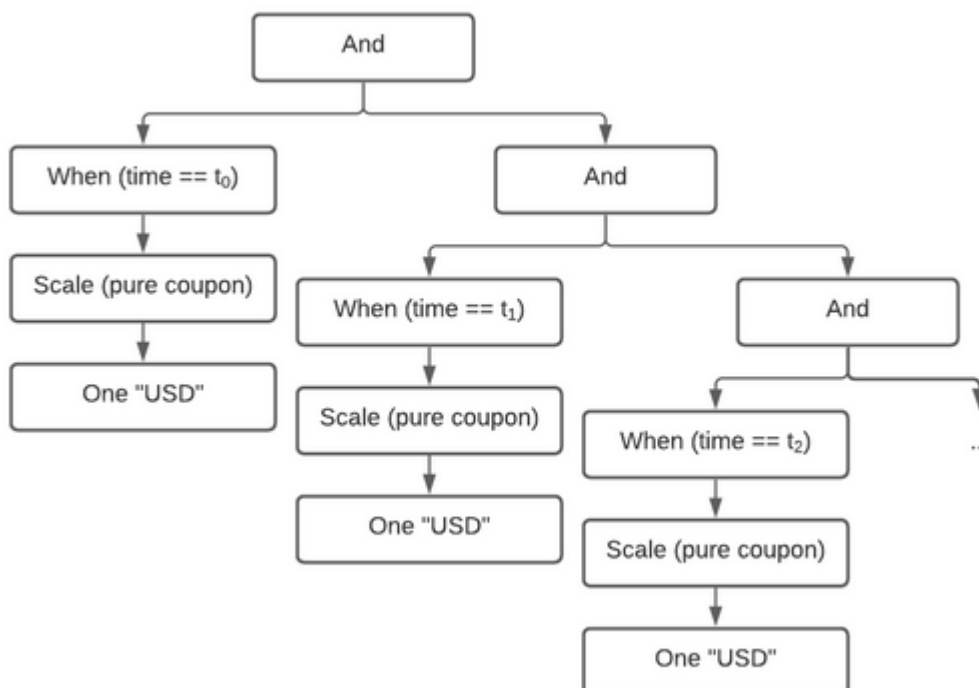 And
When (time == t₀)
And
Scale (pure coupon)
When (time == t₁)
And
One "USD"
Scale (pure coupon)
When (time == t₂)
..
One "USD"
Scale (pure coupon)
One "USD"